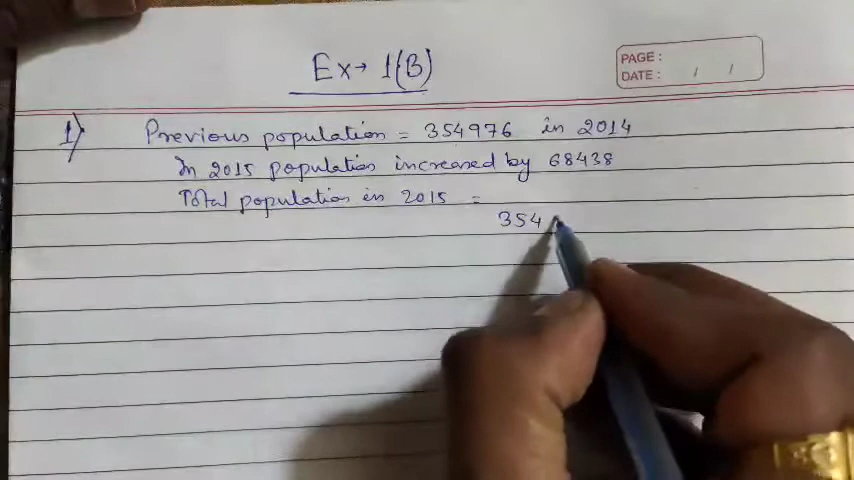 Ex→ 1(B)
PAGE :
DATE : / /
1) Previous population = 354976 in 2014
In 2015 population increased by 68438
Total population in 2015 =
354